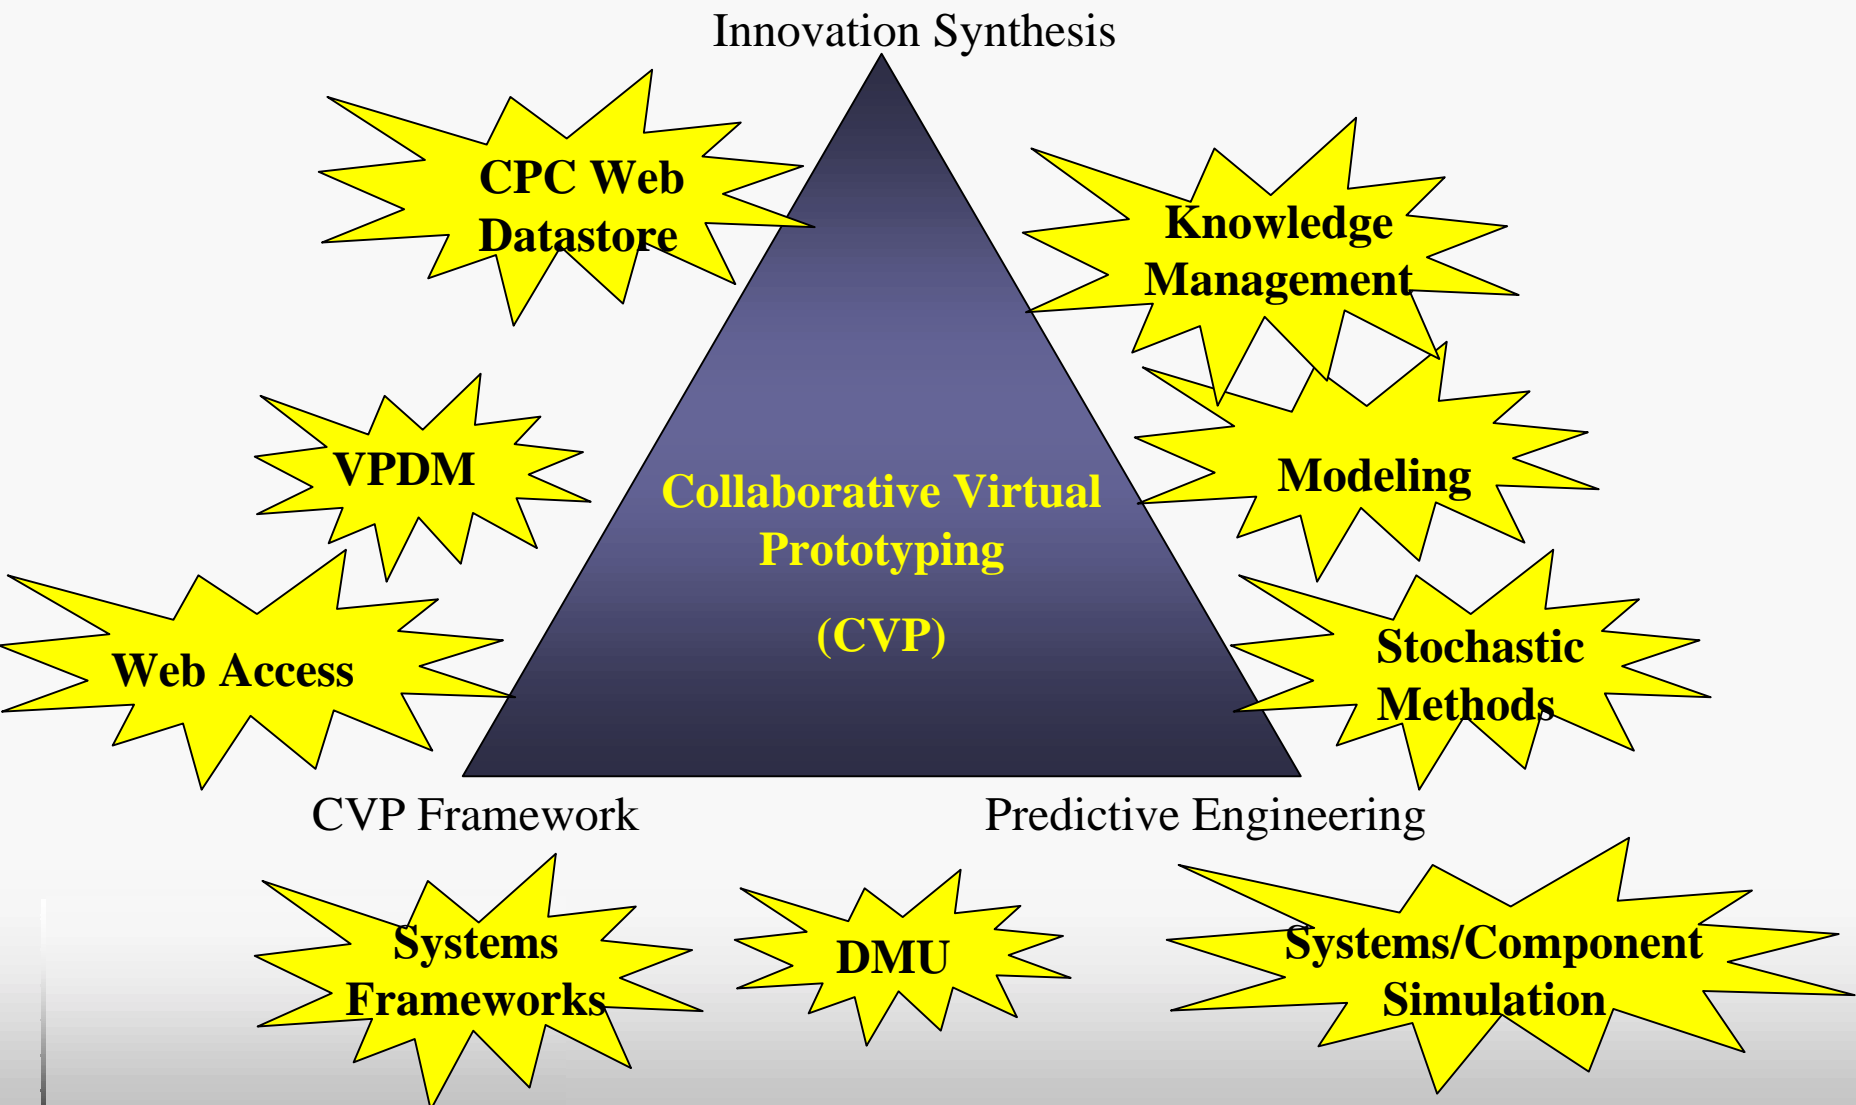 Innovation Synthesis
CPC Web
Datastore
Knowledge
Management
VPDM
Modeling
Collaborative Virtual
Prototyping
(CVP)
Web Access
Stochastic
Methods
CVP Framework
Predictive Engineering
Systems
Frameworks
DMU
Systems/Component
Simulation